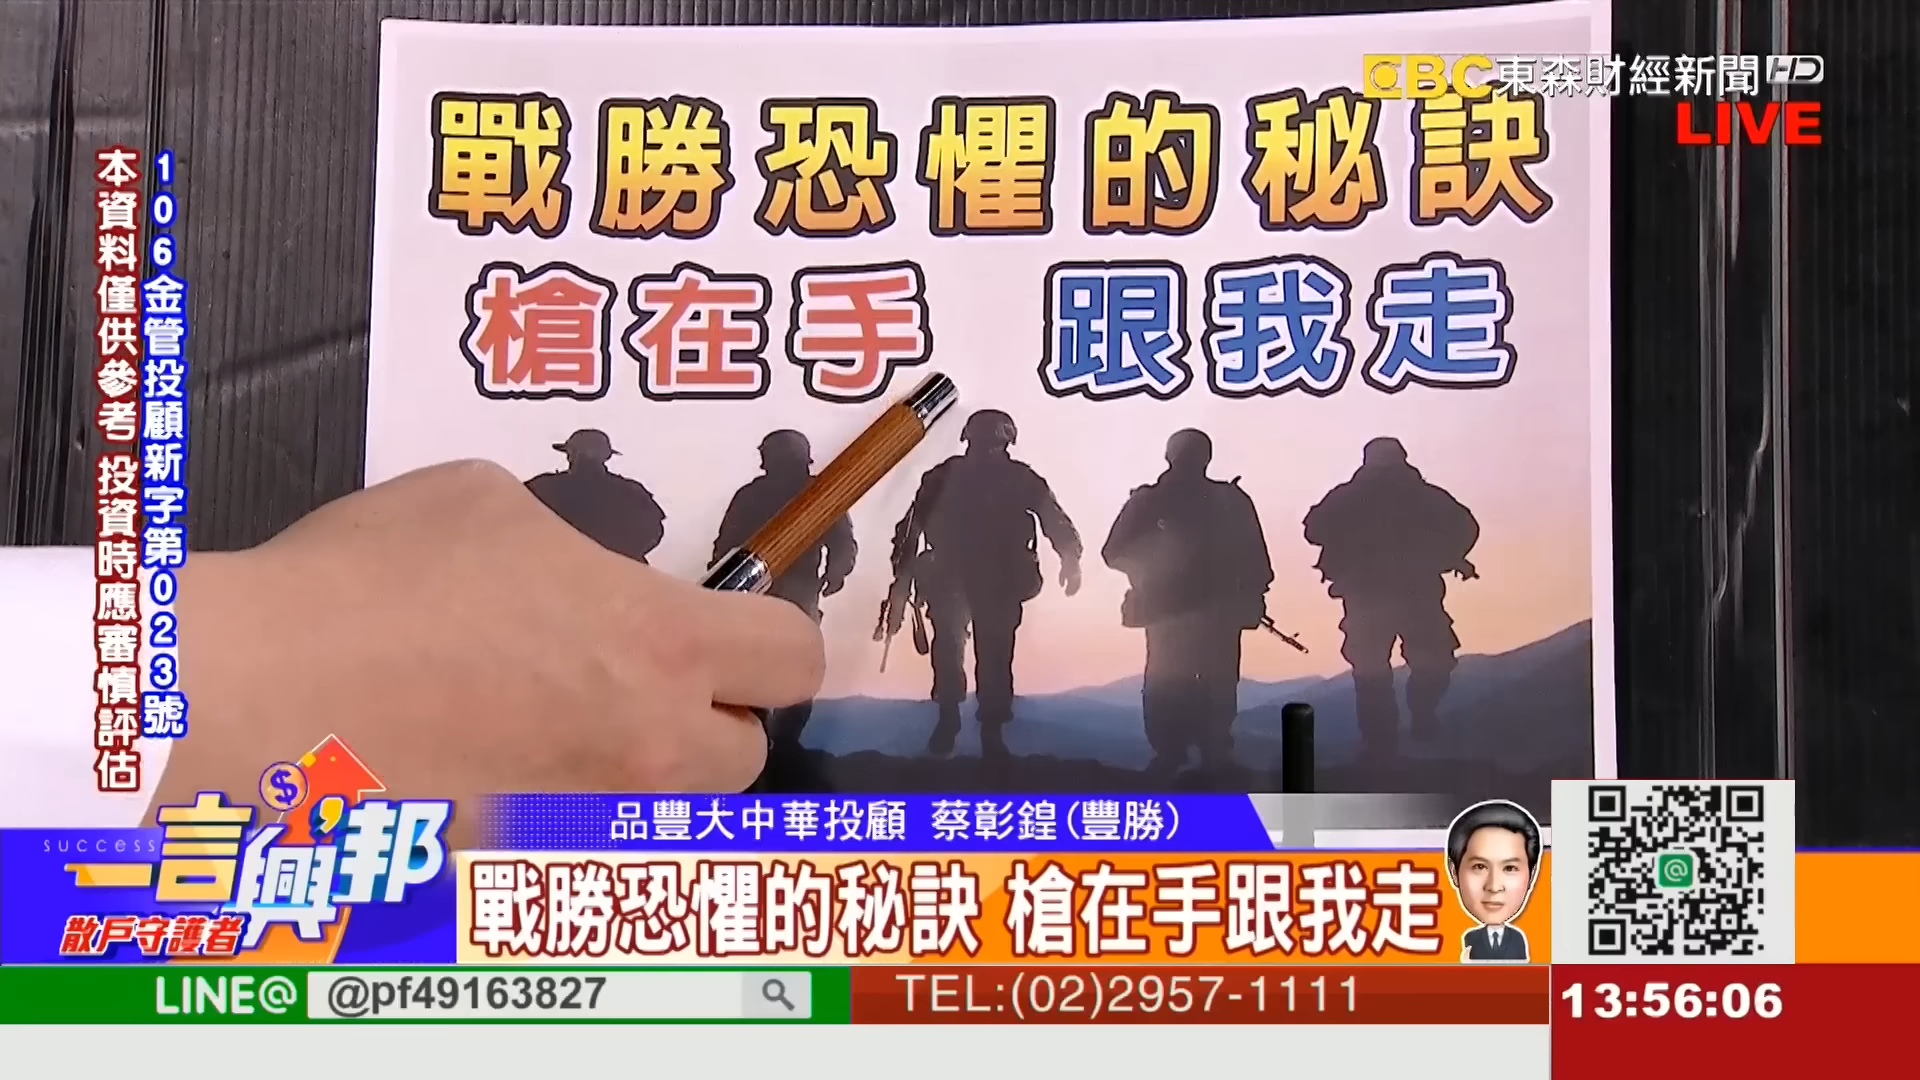 EBC東森財經新聞HD
LIVE
戰勝恐懼的秘訣
槍在手 跟我走
106金管投顧新字第023號
本資料僅供參考 投資時應審慎評估
success
一言興邦
散戶守護者
品豐大中華投顧 蔡彰鍠(豐勝)
戰勝恐懼的秘訣 槍在手跟我走
LINE@ @pf49163827
TEL:(02)2957-1111
13:56:06